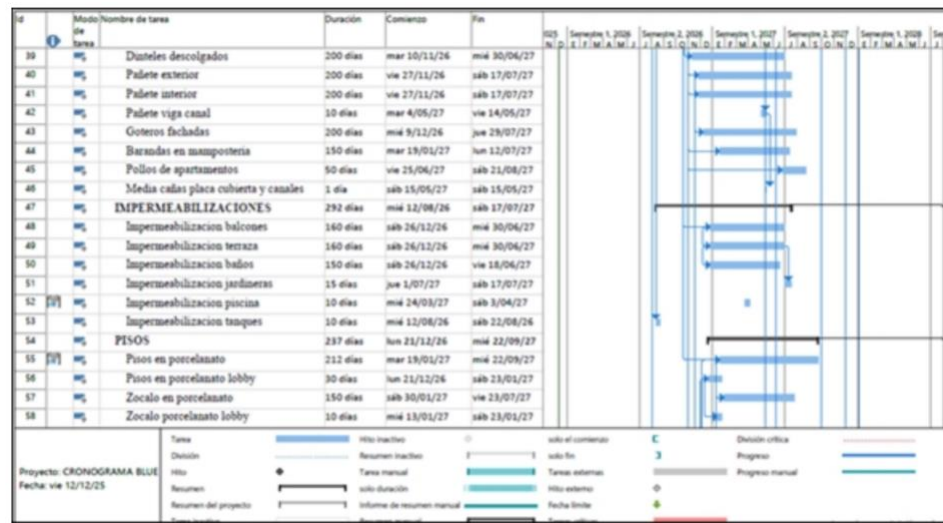 Id Modo de tarea Nombre de tarea Duración Comienzo Fin
Semestre 1, 2026 Semestre 2, 2026 Semestre 1, 2027 Semestre 2, 2027 Semestre 1, 2028
39 Dinteles descolgados 200 días mar 10/11/26 mié 30/06/27
40 Pañete exterior 200 días vie 27/11/26 sáb 17/07/27
41 Pañete interior 200 días vie 27/11/26 sáb 17/07/27
42 Pañete viga canal 10 días mar 4/05/27 vie 14/05/27
43 Goteros fachadas 200 días mié 9/12/26 jue 29/07/27
44 Barandas en mamposteria 150 días mar 19/01/27 lun 12/07/27
45 Pollos de apartamentos 50 días vie 25/06/27 sáb 21/08/27
46 Media cañas placa cubierta y canales 1 día sáb 15/05/27 sáb 15/05/27
47 IMPERMEABILIZACIONES 292 días mié 12/08/26 sáb 17/07/27
48 Impermeabilizacion balcones 160 días sáb 26/12/26 mié 30/06/27
49 Impermeabilizacion terraza 160 días sáb 26/12/26 mié 30/06/27
50 Impermeabilizacion baños 150 días sáb 26/12/26 vie 18/06/27
51 Impermeabilizacion jardineras 15 días jue 1/07/27 sáb 17/07/27
52 Impermeabilizacion piscina 10 días mié 24/03/27 sáb 3/04/27
53 Impermeabilizacion tanques 10 días mié 12/08/26 sáb 22/08/26
54 PISOS 237 días lun 21/12/26 mié 22/09/27
55 Pisos en porcelanato 212 días mar 19/01/27 mié 22/09/27
56 Pisos en porcelanato lobby 30 días lun 21/12/26 sáb 23/01/27
57 Zocalo en porcelanato 150 días sáb 30/01/27 vie 23/07/27
58 Zocalo porcelanato lobby 10 días mié 13/01/27 sáb 23/01/27
Proyecto: CRONOGRAMA BLUE
Fecha: vie 12/12/25
Tarea Hito inactivo solo el comienzo División crítica
División Resumen inactivo solo fin Progreso
Hito Tarea manual Tareas externas Progreso manual
Resumen solo duración Hito externo
Resumen del proyecto Informe de resumen manual Fecha límite